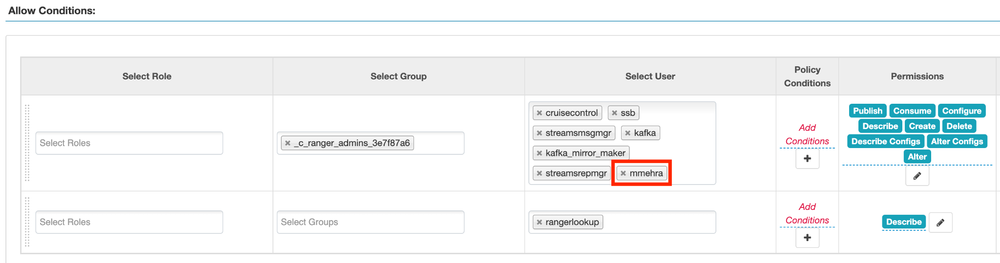 Allow Conditions:
Select Role
Select Group
Select User
Policy
Conditions
Permissions
Select Roles
× _c_ranger_admins_3e7f87a6
× cruisecontrol × ssb
× streamsmsgmgr × kafka
× kafka_mirror_maker
× streamsrepmgr × mmehra
Add
Conditions
+
Publish Consume Configure
Describe Create Delete
Describe Configs Alter Configs
Alter
Select Roles
Select Groups
× rangerlookup
Add
Conditions
+
Describe